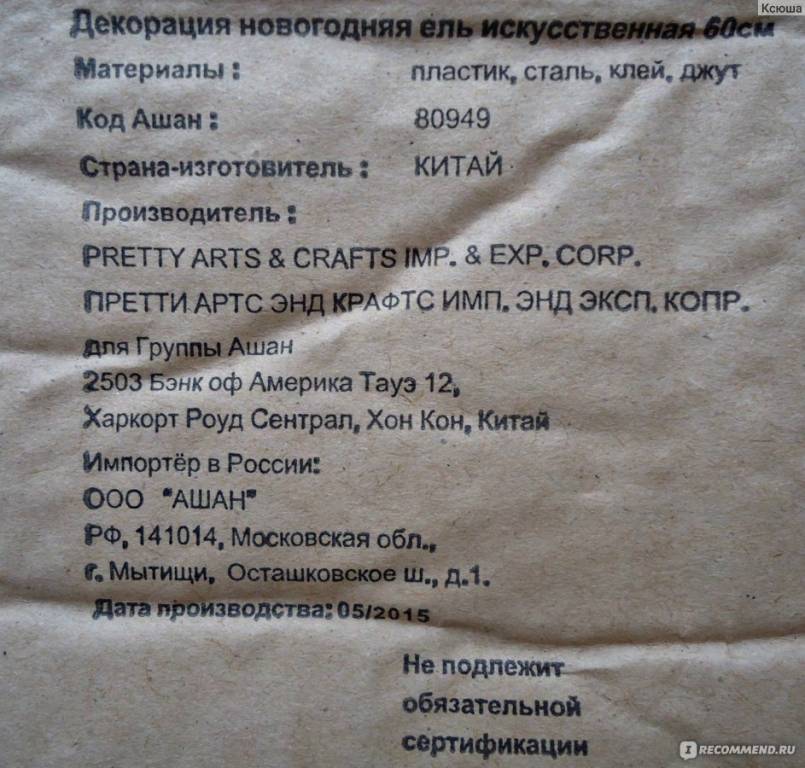 Ксюша
Декорация новогодняя ель искусственная 60см
Материалы : пластик, сталь, клей, джут
Код Ашан : 80949
Страна-изготовитель : КИТАЙ
Производитель :
PRETTY ARTS & CRAFTS IMP. & EXP. CORP.
ПРЕТТИ АРТС ЭНД КРАФТС ИМП. ЭНД ЭКСП. КОПР.
для Группы Ашан
2503 Бэнк оф Америка Тауэ 12,
Харкорт Роуд Сентрал, Хон Кон, Китай
Импортёр в России:
ООО "АШАН"
РФ, 141014, Московская обл.,
г. Мытищи, Осташковское ш., д.1.
Дата производства: 05/2015
Не подлежит
обязательной
сертификации
IRECOMMEND.RU